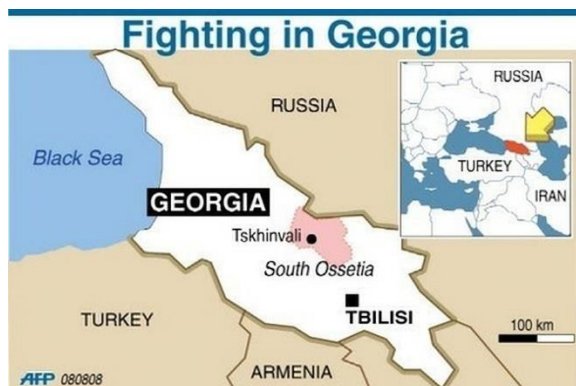 Fighting in Georgia
RUSSIA
RUSSIA
Black Sea
TURKEY
IRAN
GEORGIA
Tskhinvali
South Ossetia
TBILISI
TURKEY
100 km
ARMENIA
AFP 080808